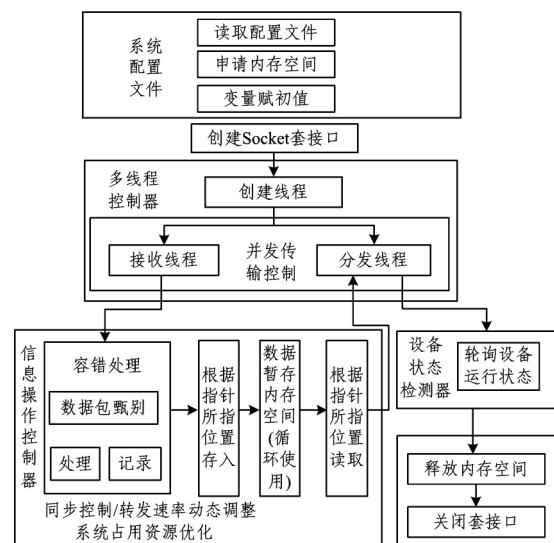 系统
配置
文件
读取配置文件
申请内存空间
变量赋初值
创建Socket套接口
多线程
控制器
创建线程
接收线程
并发传
输控制
分发线程
信息操作控制器
容错处理
数据包甄别
处理
记录
根据
指针
所指
位置
存入
数据
暂存
内存
空间
(循
环使
用)
根据
指针
所指
位置
读取
同步控制/转发速率动态调整
系统占用资源优化
设备
状态
检测器
轮询设备
运行状态
释放内存空间
关闭套接口